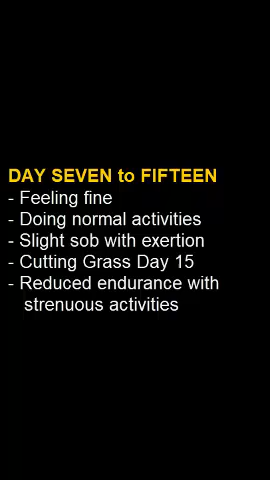 DAY SEVEN to FIFTEEN
- Feeling fine
- Doing normal activities
- Slight sob with exertion
- Cutting Grass Day 15
- Reduced endurance with
strenuous activities